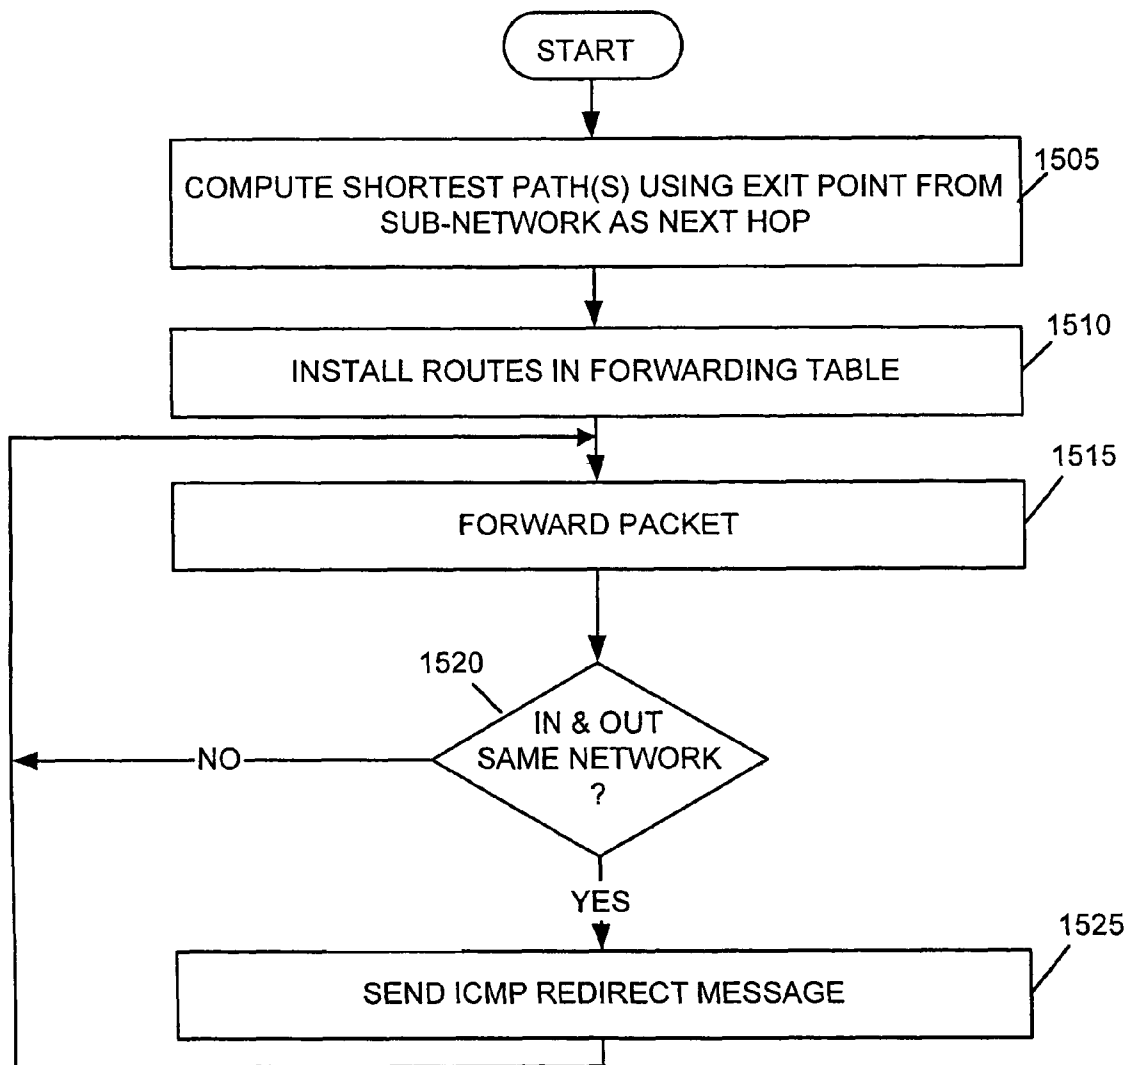 START
1505
COMPUTE SHORTEST PATH(S) USING EXIT POINT FROM
SUB-NETWORK AS NEXT HOP
1510
INSTALL ROUTES IN FORWARDING TABLE
1515
FORWARD PACKET
1520
IN & OUT
SAME NETWORK
?
NO
YES
1525
SEND ICMP REDIRECT MESSAGE